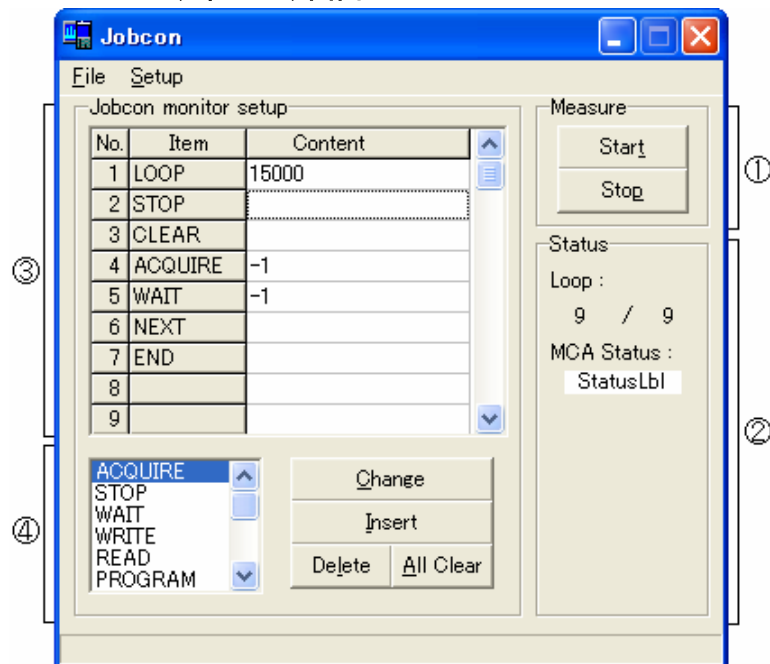 Jobcon
File Setup
Jobcon monitor setup
No. Item Content
1 LOOP 15000
2 STOP
3 CLEAR
4 ACQUIRE -1
5 WAIT -1
6 NEXT
7 END
8
9
ACQUIRE
STOP
WAIT
WRITE
READ
PROGRAM
Change
Insert
Delete All Clear
Measure
Start
Stop
Status
Loop :
9 / 9
MCA Status :
StatusLbl
①
②
③
④